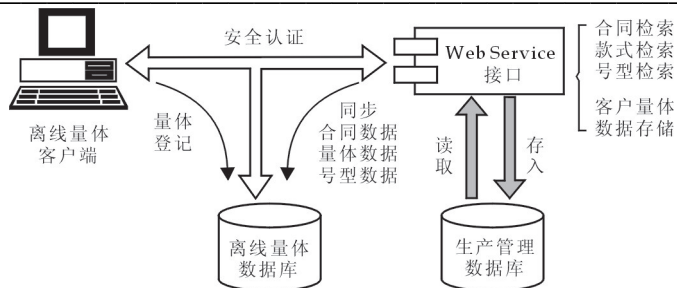 安全认证
Web Service
接口
合同检索
款式检索
号型检索
客户量体
数据存储
离线量体
客户端
量体
登记
同步
合同数据
量体数据
号型数据
读取
存入
离线量体
数据库
生产管理
数据库